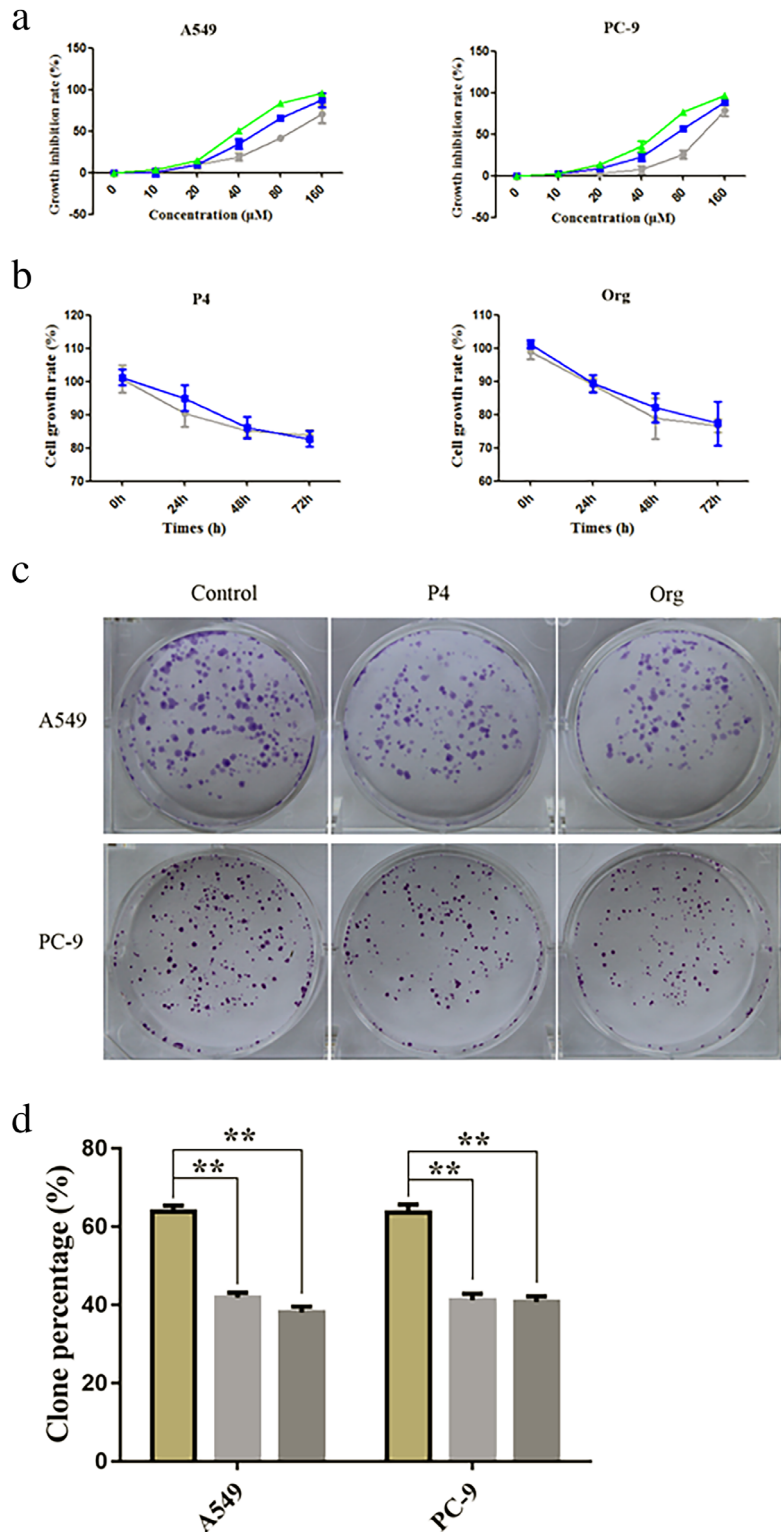 a
A549
PC-9
Growth inhibition rate (%)
150
100
50
0
-50
0
10
20
40
80
160
Concentration (μM)
Growth inhibition rate (%)
150
100
50
0
-50
0
10
20
40
80
160
Concentration (μM)
b
P4
Org
Cell growth rate (%)
120
110
100
90
80
70
0h
24h
48h
72h
Times (h)
Cell growth rate (%)
110
100
90
80
70
60
0h
24h
48h
72h
Times (h)
c
Control
P4
Org
A549
PC-9
d
Clone percentage (%)
80
60
40
20
0
**
**
**
**
A549
PC-9